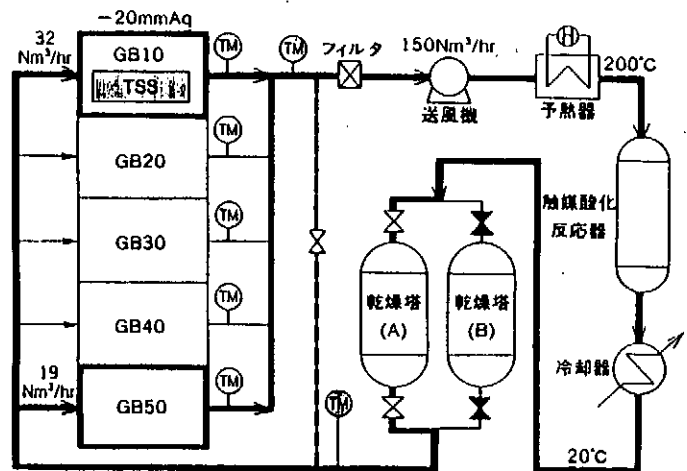 -20mmAq
32
Nm³/hr
GB10
TSS
TM
TM
フィルタ
150Nm³/hr
送風機
H
予熱器
200℃
GB20
TM
GB30
TM
GB40
TM
19
Nm³/hr
GB50
TM
TM
乾燥塔
(A)
乾燥塔
(B)
触媒酸化
反応器
冷却器
20℃